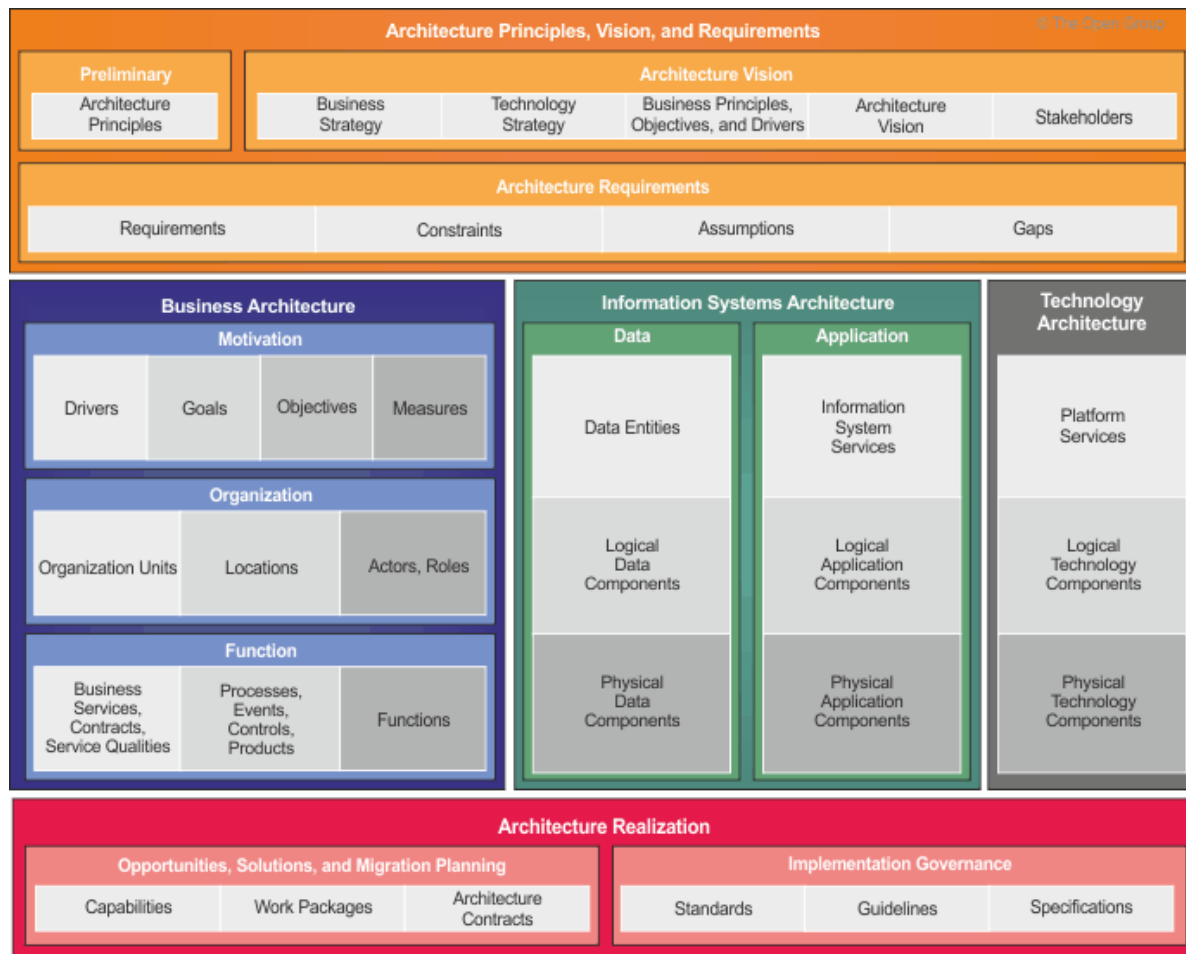 © The Open Group
Architecture Principles, Vision, and Requirements
Preliminary
Architecture
Principles
Architecture Vision
Business
Strategy
Technology
Strategy
Business Principles,
Objectives, and Drivers
Architecture
Vision
Stakeholders
Architecture Requirements
Requirements
Constraints
Assumptions
Gaps
Business Architecture
Motivation
Drivers
Goals
Objectives
Measures
Organization
Organization Units
Locations
Actors, Roles
Function
Business
Services,
Contracts,
Service Qualities
Processes,
Events,
Controls,
Products
Functions
Information Systems Architecture
Data
Data Entities
Logical
Data
Components
Physical
Data
Components
Application
Information
System
Services
Logical
Application
Components
Physical
Application
Components
Technology
Architecture
Platform
Services
Logical
Technology
Components
Physical
Technology
Components
Architecture Realization
Opportunities, Solutions, and Migration Planning
Capabilities
Work Packages
Architecture
Contracts
Implementation Governance
Standards
Guidelines
Specifications